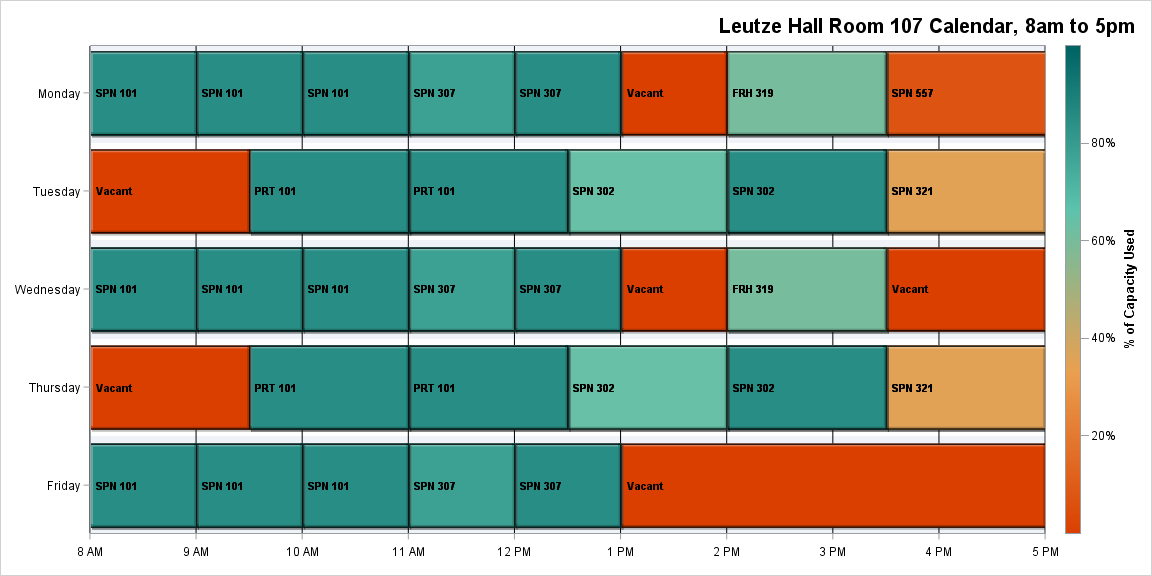 Leutze Hall Room 107 Calendar, 8am to 5pm
Monday
SPN 101
SPN 101
SPN 101
SPN 307
SPN 307
Vacant
FRH 319
SPN 557
Tuesday
Vacant
PRT 101
PRT 101
SPN 302
SPN 302
SPN 321
Wednesday
SPN 101
SPN 101
SPN 101
SPN 307
SPN 307
Vacant
FRH 319
Vacant
Thursday
Vacant
PRT 101
PRT 101
SPN 302
SPN 302
SPN 321
Friday
SPN 101
SPN 101
SPN 101
SPN 307
SPN 307
Vacant
8 AM
9 AM
10 AM
11 AM
12 PM
1 PM
2 PM
3 PM
4 PM
5 PM
80%
60%
40%
20%
% of Capacity Used